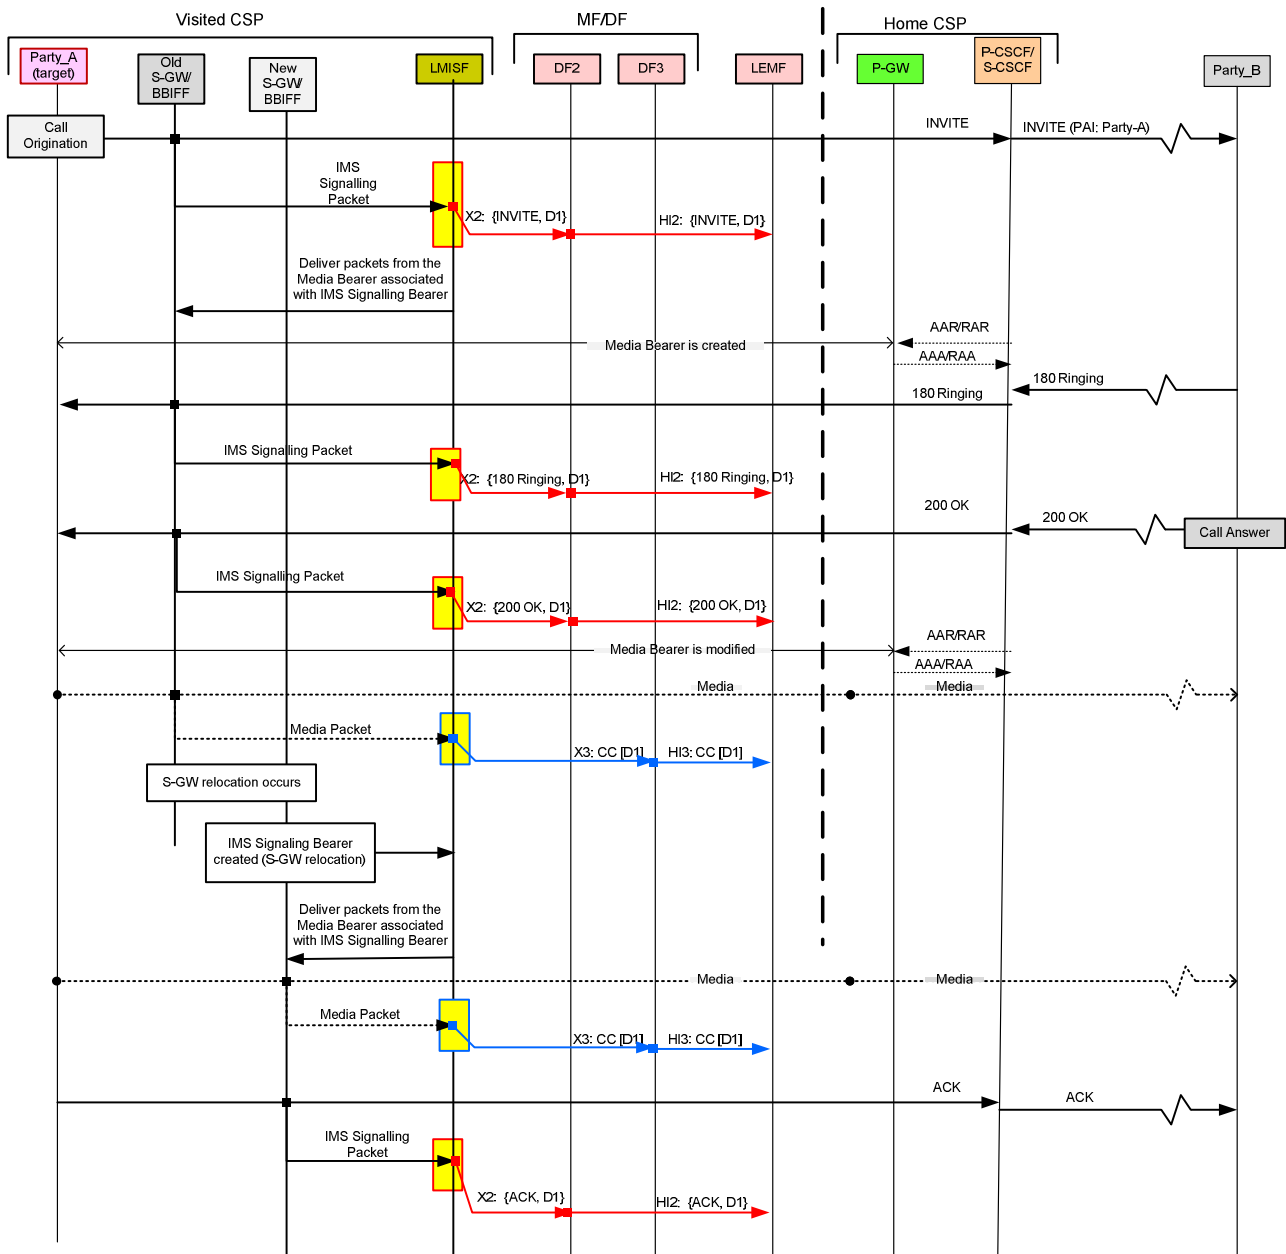 Visited CSP
MF/DF
Home CSP
Party_A
(target)
Old
S-GW/
BBIFF
New
S-GW/
BBIFF
LMISF
DF2
DF3
LEMF
P-GW
P-CSCF/
S-CSCF
Party_B
Call
Origination
INVITE
INVITE (PAI: Party-A)
IMS
Signalling
Packet
X2: {INVITE, D1}
HI2: {INVITE, D1}
Deliver packets from the
Media Bearer associated
with IMS Signalling Bearer
AAR/RAR
Media Bearer is created
AAA/RAA
180 Ringing
180 Ringing
IMS Signalling Packet
X2: {180 Ringing, D1}
HI2: {180 Ringing, D1}
200 OK
200 OK
Call Answer
IMS Signalling Packet
X2: {200 OK, D1}
HI2: {200 OK, D1}
AAR/RAR
Media Bearer is modified
AAA/RAA
Media
Media
Media Packet
X3: CC [D1]
HI3: CC [D1]
S-GW relocation occurs
IMS Signaling Bearer
created (S-GW relocation)
Deliver packets from the
Media Bearer associated
with IMS Signalling Bearer
Media
Media
Media Packet
X3: CC [D1]
HI3: CC [D1]
ACK
ACK
IMS Signalling
Packet
X2: {ACK, D1}
HI2: {ACK, D1}